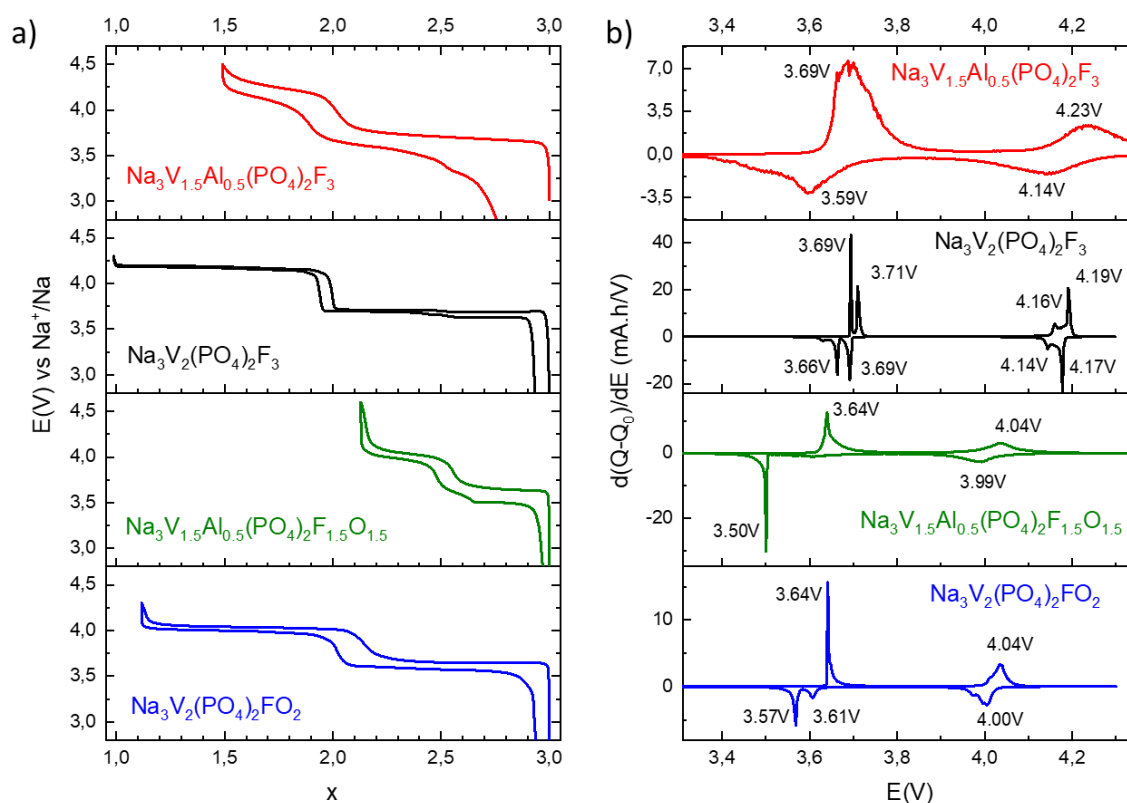 a)
1,0 1,5 2,0 2,5 3,0
E(V) vs Na⁺/Na
4,5
4,0
3,5
3,0
Na₃V₁.₅Al₀.₅(PO₄)₂F₃
4,0
3,5
3,0
Na₃V₂(PO₄)₂F₃
4,5
4,0
3,5
3,0
Na₃V₁.₅Al₀.₅(PO₄)₂F₁.₅O₁.₅
4,5
4,0
3,5
3,0
Na₃V₂(PO₄)₂FO₂
1,0 1,5 2,0 2,5 3,0
x
b)
3,4 3,6 3,8 4,0 4,2
d(Q-Q₀)/dE (mA.h/V)
7,0
3,5
0,0
-3,5
Na₃V₁.₅Al₀.₅(PO₄)₂F₃
3.69V
4.23V
3.59V
4.14V
40
20
0
-20
Na₃V₂(PO₄)₂F₃
3.69V
3.71V
4.19V
4.16V
3.66V
3.69V
4.14V
4.17V
0
-20
3.64V
4.04V
3.99V
3.50V
Na₃V₁.₅Al₀.₅(PO₄)₂F₁.₅O₁.₅
10
0
Na₃V₂(PO₄)₂FO₂
3.64V
4.04V
3.57V
3.61V
4.00V
3,4 3,6 3,8 4,0 4,2
E(V)